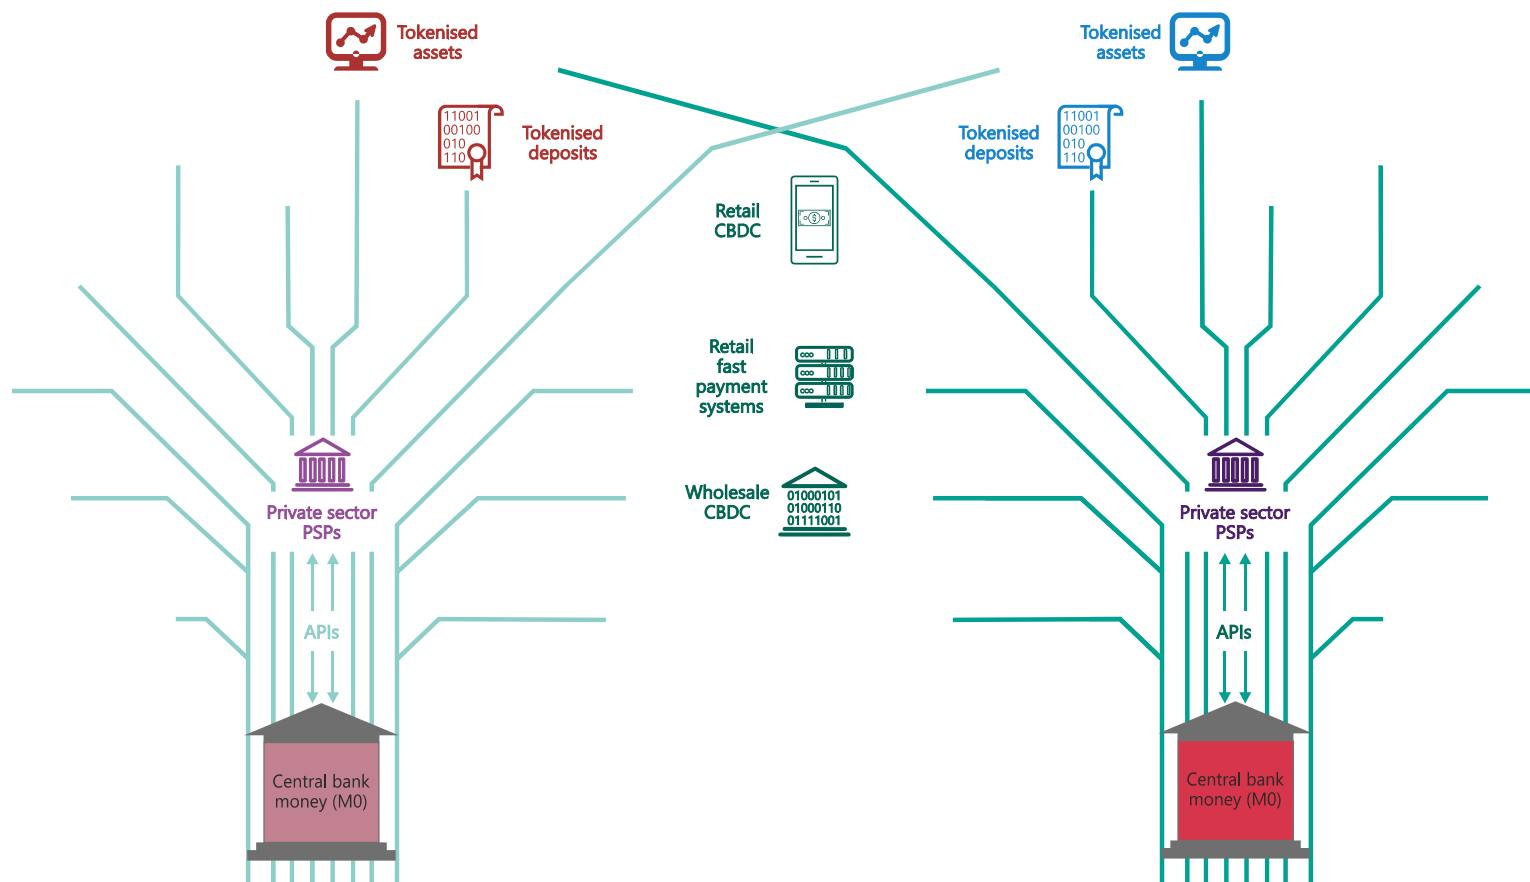 Tokenised
assets
Tokenised
assets
11001
00100
010
110
Tokenised
deposits
Tokenised
deposits
11001
00100
010
110
Retail
CBDC
$
Retail
fast
payment
systems
Wholesale
CBDC
01000101
01000110
01111001
Private sector
PSPs
Private sector
PSPs
APIs
APIs
Central bank
money (M0)
Central bank
money (M0)